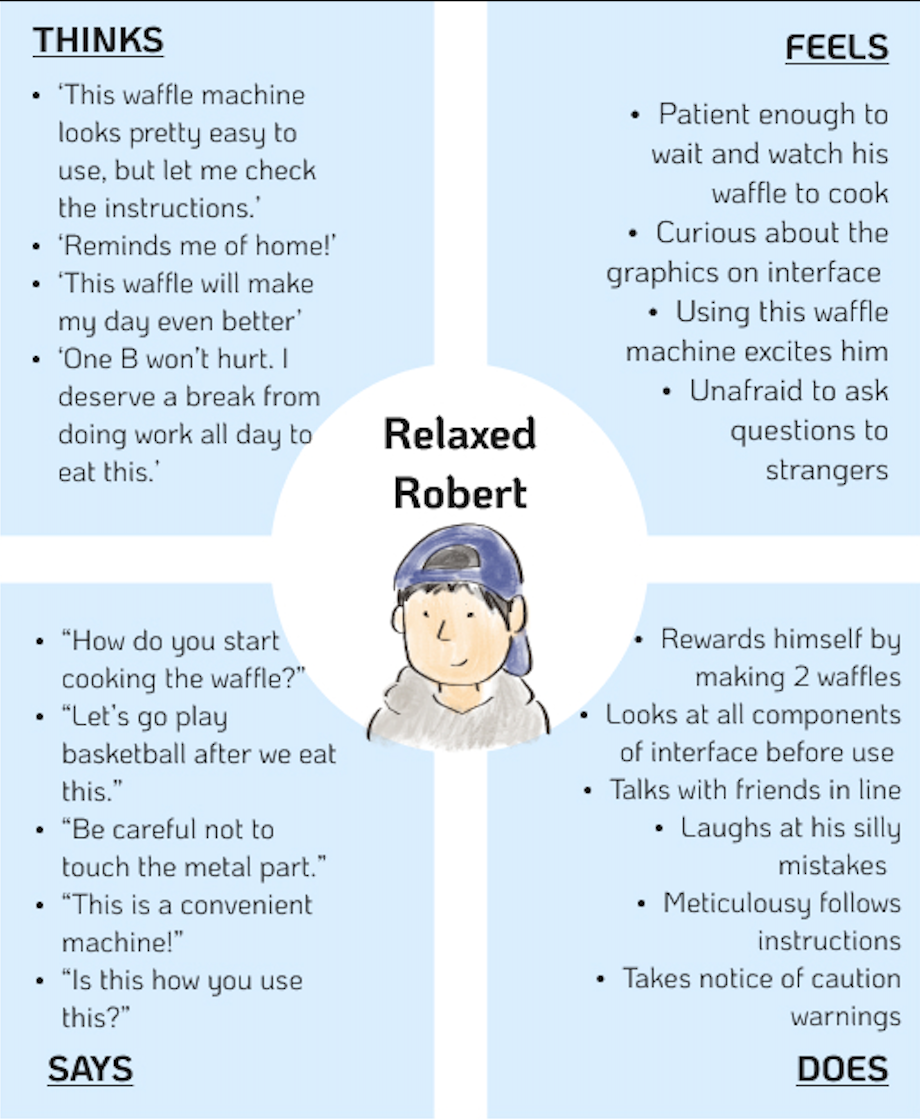 THINKS
• ‘This waffle machine
looks pretty easy to
use, but let me check
the instructions.’
• ‘Reminds me of home!’
• ‘This waffle will make
my day even better’
• ‘One B won’t hurt. I
deserve a break from
doing work all day to
eat this.’
FEELS
• Patient enough to
wait and watch his
waffle to cook
• Curious about the
graphics on interface
• Using this waffle
machine excites him
• Unafraid to ask
questions to
strangers
Relaxed
Robert
• “How do you start
cooking the waffle?”
• “Let’s go play
basketball after we eat
this.”
• “Be careful not to
touch the metal part.”
• “This is a convenient
machine!”
• “Is this how you use
this?”
SAYS
• Rewards himself by
making 2 waffles
• Looks at all components
of interface before use
• Talks with friends in line
• Laughs at his silly
mistakes
• Meticulousy follows
instructions
• Takes notice of caution
warnings
DOES